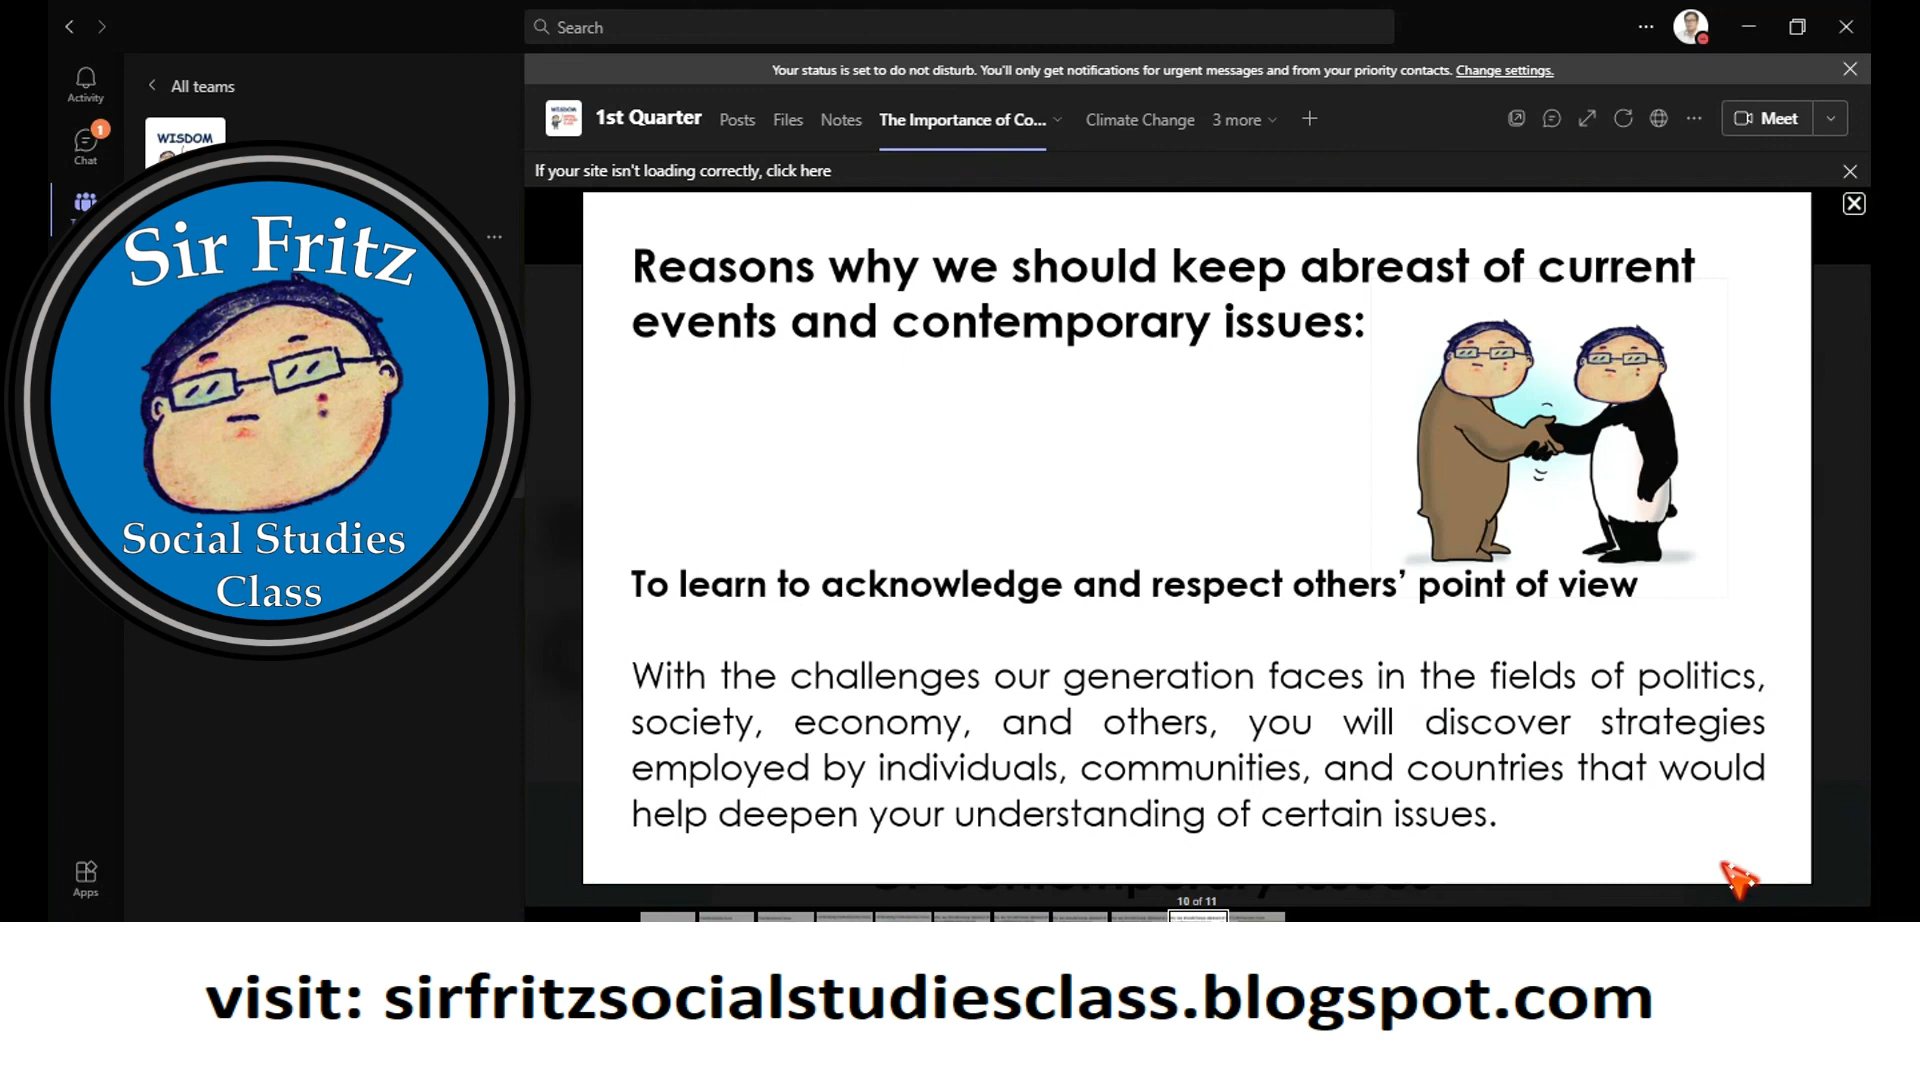 Search
Your status is set to do not disturb. You'll only get notifications for urgent messages and from your priority contacts. Change settings.
Activity
All teams
WISDOM
1st Quarter
Posts
Files
Notes
The Importance of Co...
Climate Change
3 more
Meet
1
Chat
If your site isn't loading correctly, click here
Sir Fritz
Social Studies
Class
Reasons why we should keep abreast of current
events and contemporary issues:
To learn to acknowledge and respect others' point of view
With the challenges our generation faces in the fields of politics,
society, economy, and others, you will discover strategies
employed by individuals, communities, and countries that would
help deepen your understanding of certain issues.
Apps
10 of 11
visit: sirfritzsocialstudiesclass.blogspot.com